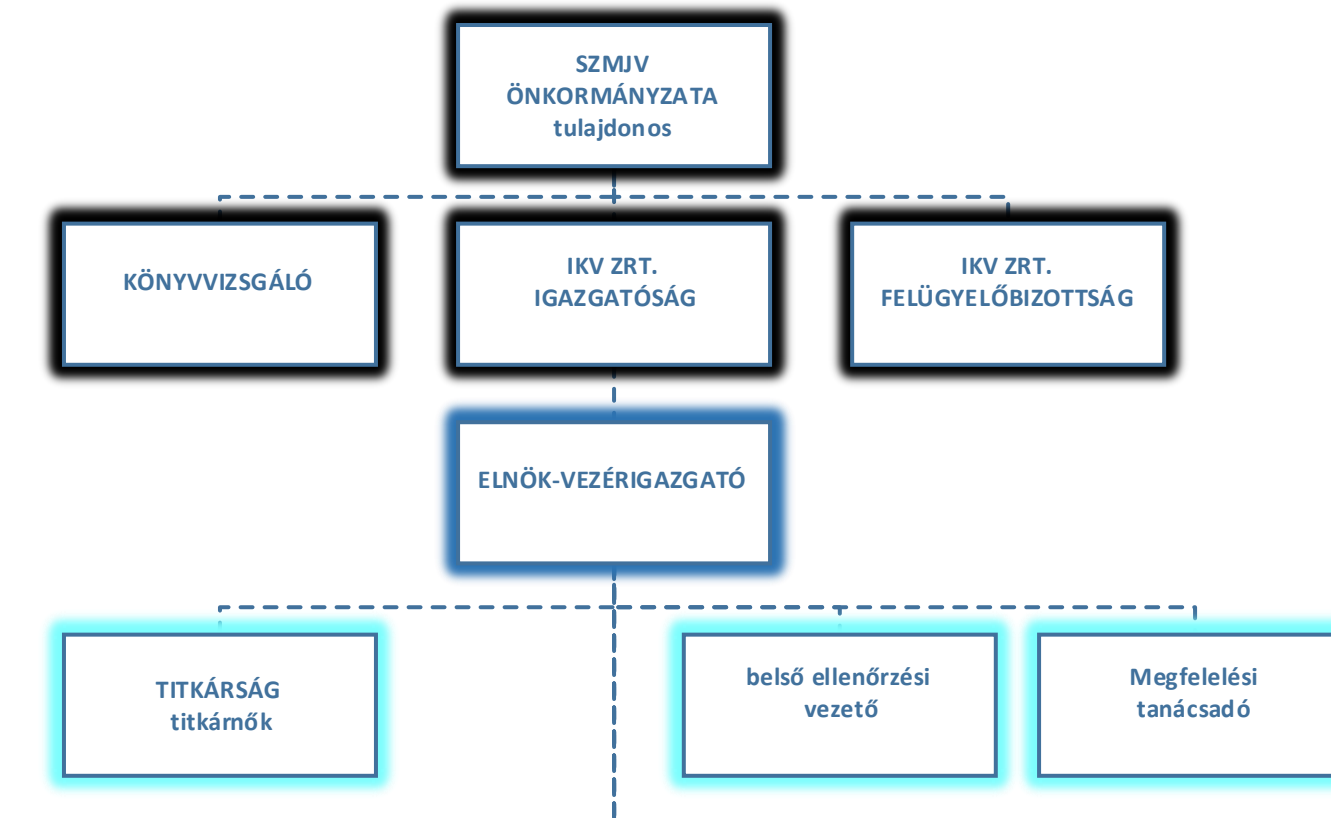 SZMJV
ÖNKORMÁNYZATA
tulajdonos
KÖNYVVIZSGÁLÓ
IKV ZRT.
IGAZGATÓSÁG
IKV ZRT.
FELÜGYELŐBIZOTTSÁG
ELNÖK-VEZÉRIGAZGATÓ
TITKÁRSÁG
titkárnők
belső ellenőrzési
vezető
Megfelelési
tanácsadó